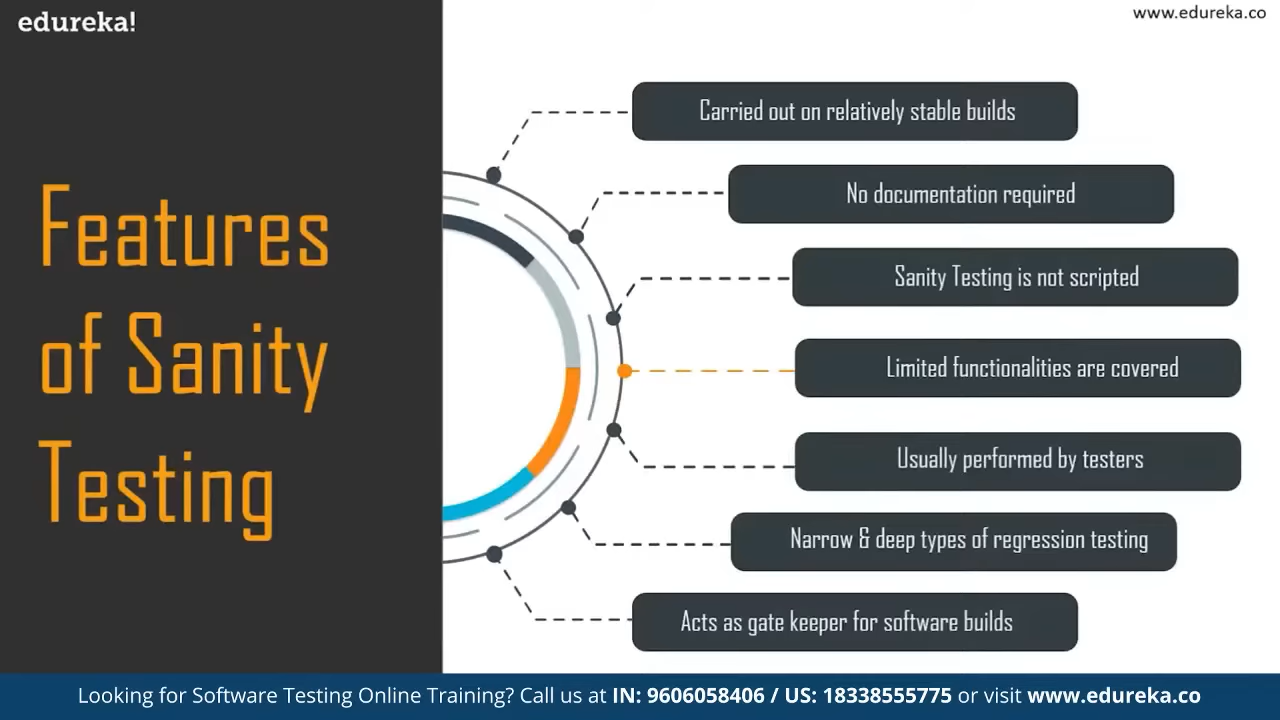 edureka!
www.edureka.co
Features
of Sanity
Testing
Carried out on relatively stable builds
No documentation required
Sanity Testing is not scripted
Limited functionalities are covered
Usually performed by testers
Narrow & deep types of regression testing
Acts as gate keeper for software builds
Looking for Software Testing Online Training? Call us at IN: 9606058406 / US: 18338555775 or visit www.edureka.co